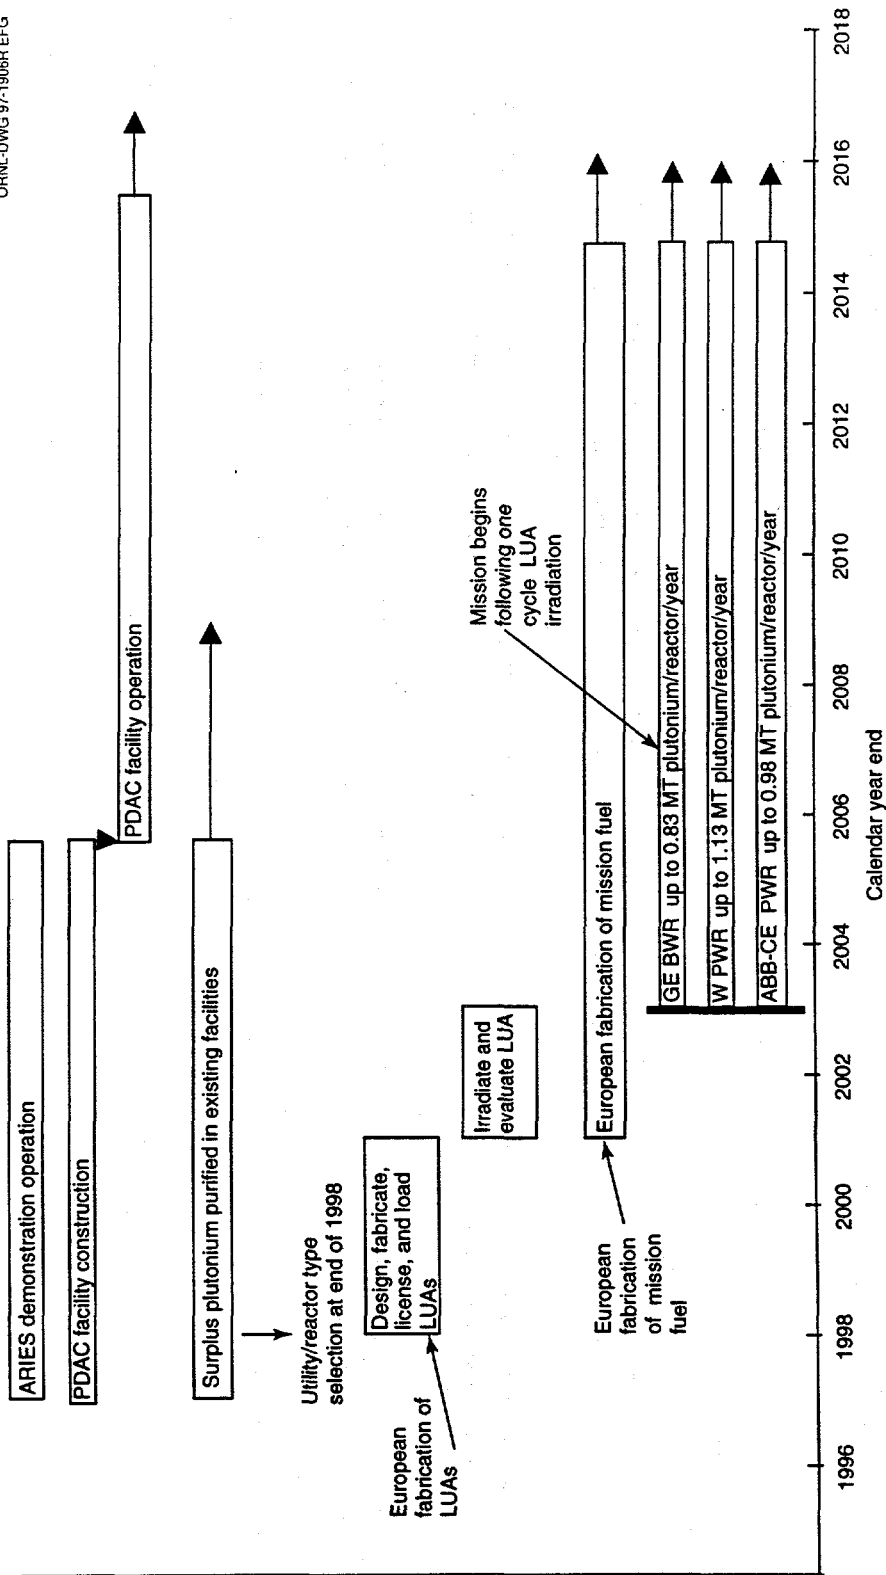 ORNL-DWG 97-1906R EFG
ARIES demonstration operation
PDAC facility construction
PDAC facility operation
Surplus plutonium purified in existing facilities
Utility/reactor type
selection at end of 1998
European
fabrication of
LUAs
Design, fabricate,
license, and load
LUAs
Irradiate and
evaluate LUA
Mission begins
following one
cycle LUA
irradiation
European
fabrication
of mission
fuel
European fabrication of mission fuel
GE BWR up to 0.83 MT plutonium/reactor/year
W PWR up to 1.13 MT plutonium/reactor/year
ABB-CE PWR up to 0.98 MT plutonium/reactor/year
1996 1998 2000 2002 2004 2006 2008 2010 2012 2014 2016 2018
Calendar year end